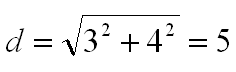 d = √(3² + 4²) = 5